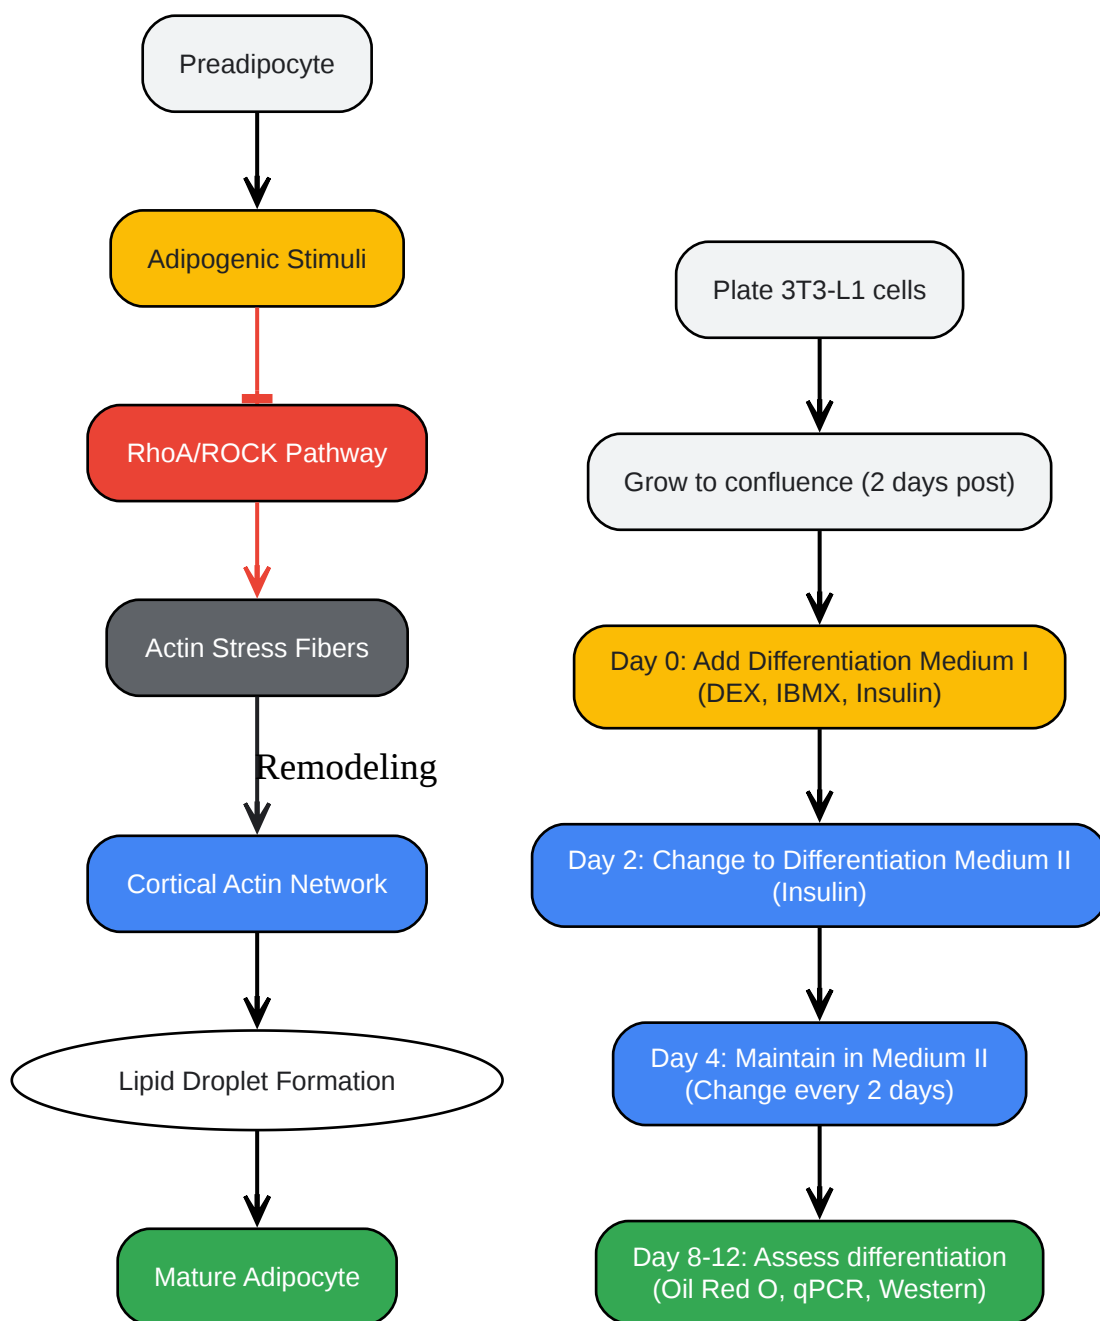 Preadipocyte
Adipogenic Stimuli
RhoA/ROCK Pathway
Actin Stress Fibers
Remodeling
Cortical Actin Network
Lipid Droplet Formation
Mature Adipocyte
Plate 3T3-L1 cells
Grow to confluence (2 days post)
Day 0: Add Differentiation Medium I
(DEX, IBMX, Insulin)
Day 2: Change to Differentiation Medium II
(Insulin)
Day 4: Maintain in Medium II
(Change every 2 days)
Day 8-12: Assess differentiation
(Oil Red O, qPCR, Western)